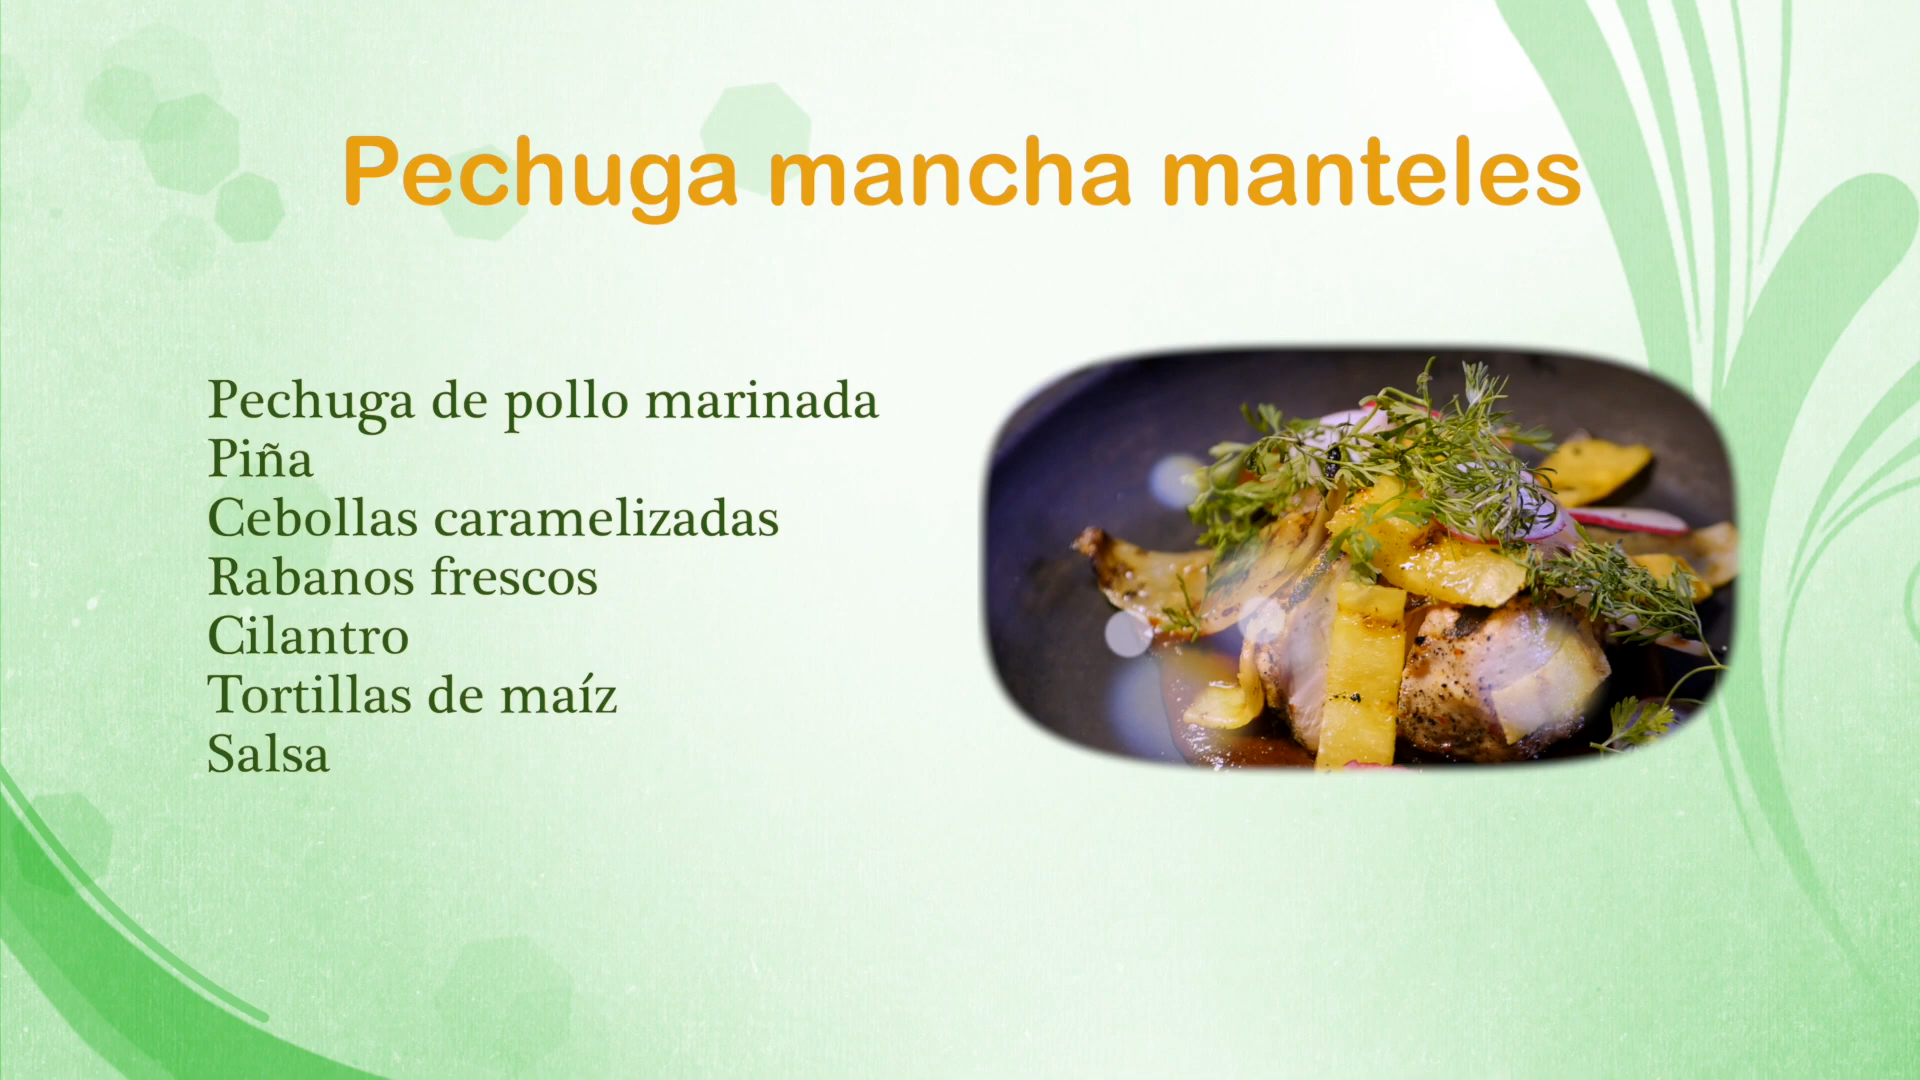 Pechuga mancha manteles
Pechuga de pollo marinada
Piña
Cebollas caramelizadas
Rabanos frescos
Cilantro
Tortillas de maíz
Salsa